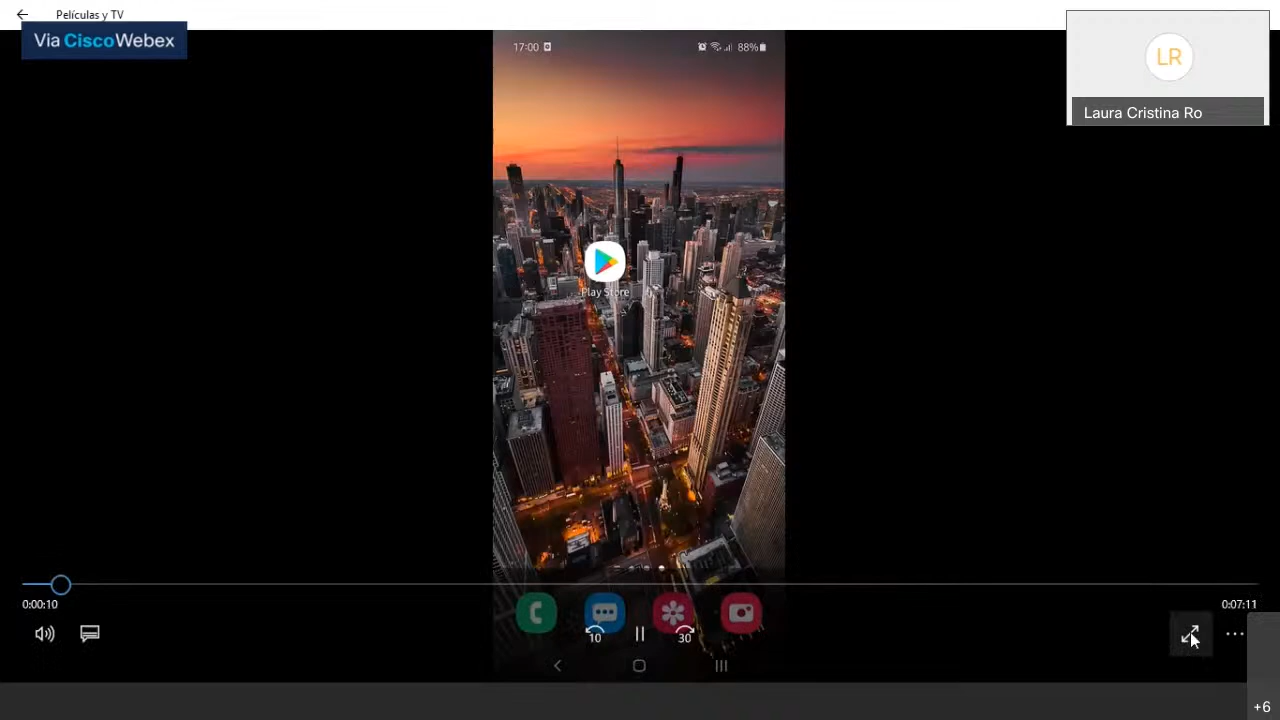 Películas y TV
Via CiscoWebex
17:00
88%
LR
Laura Cristina Ro
Play Store
0:00:10
0:07:11
10
30
+6